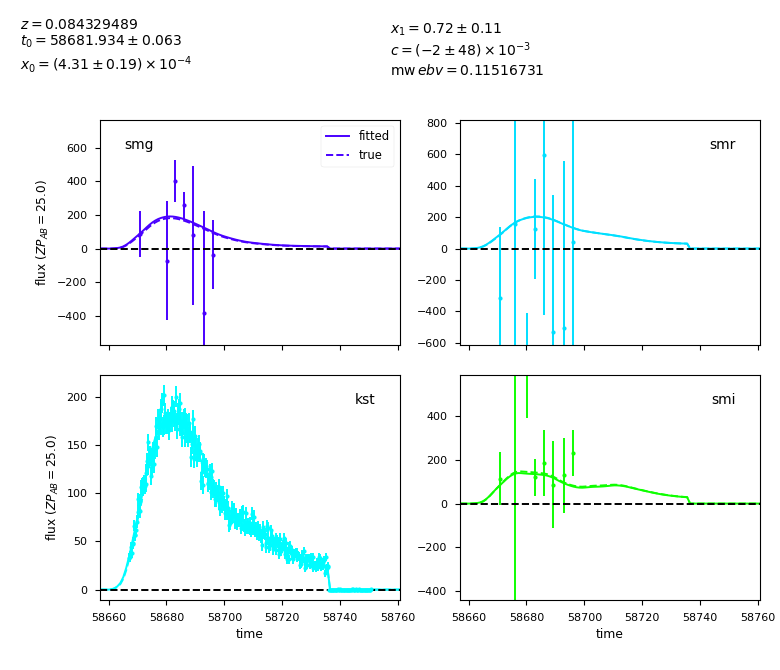 z = 0.084329489
t₀ = 58681.934 ± 0.063
x₀ = (4.31 ± 0.19) × 10⁻⁴
x₁ = 0.72 ± 0.11
c = (−2 ± 48) × 10⁻³
mw ebv = 0.11516731
smg
fitted
true
600
400
200
0
−200
−400
flux (ZP_AB = 25.0)
smr
800
600
400
200
0
−200
−400
−600
kst
200
150
100
50
0
flux (ZP_AB = 25.0)
58660 58680 58700 58720 58740 58760
time
smi
400
200
0
−200
−400
58660 58680 58700 58720 58740 58760
time